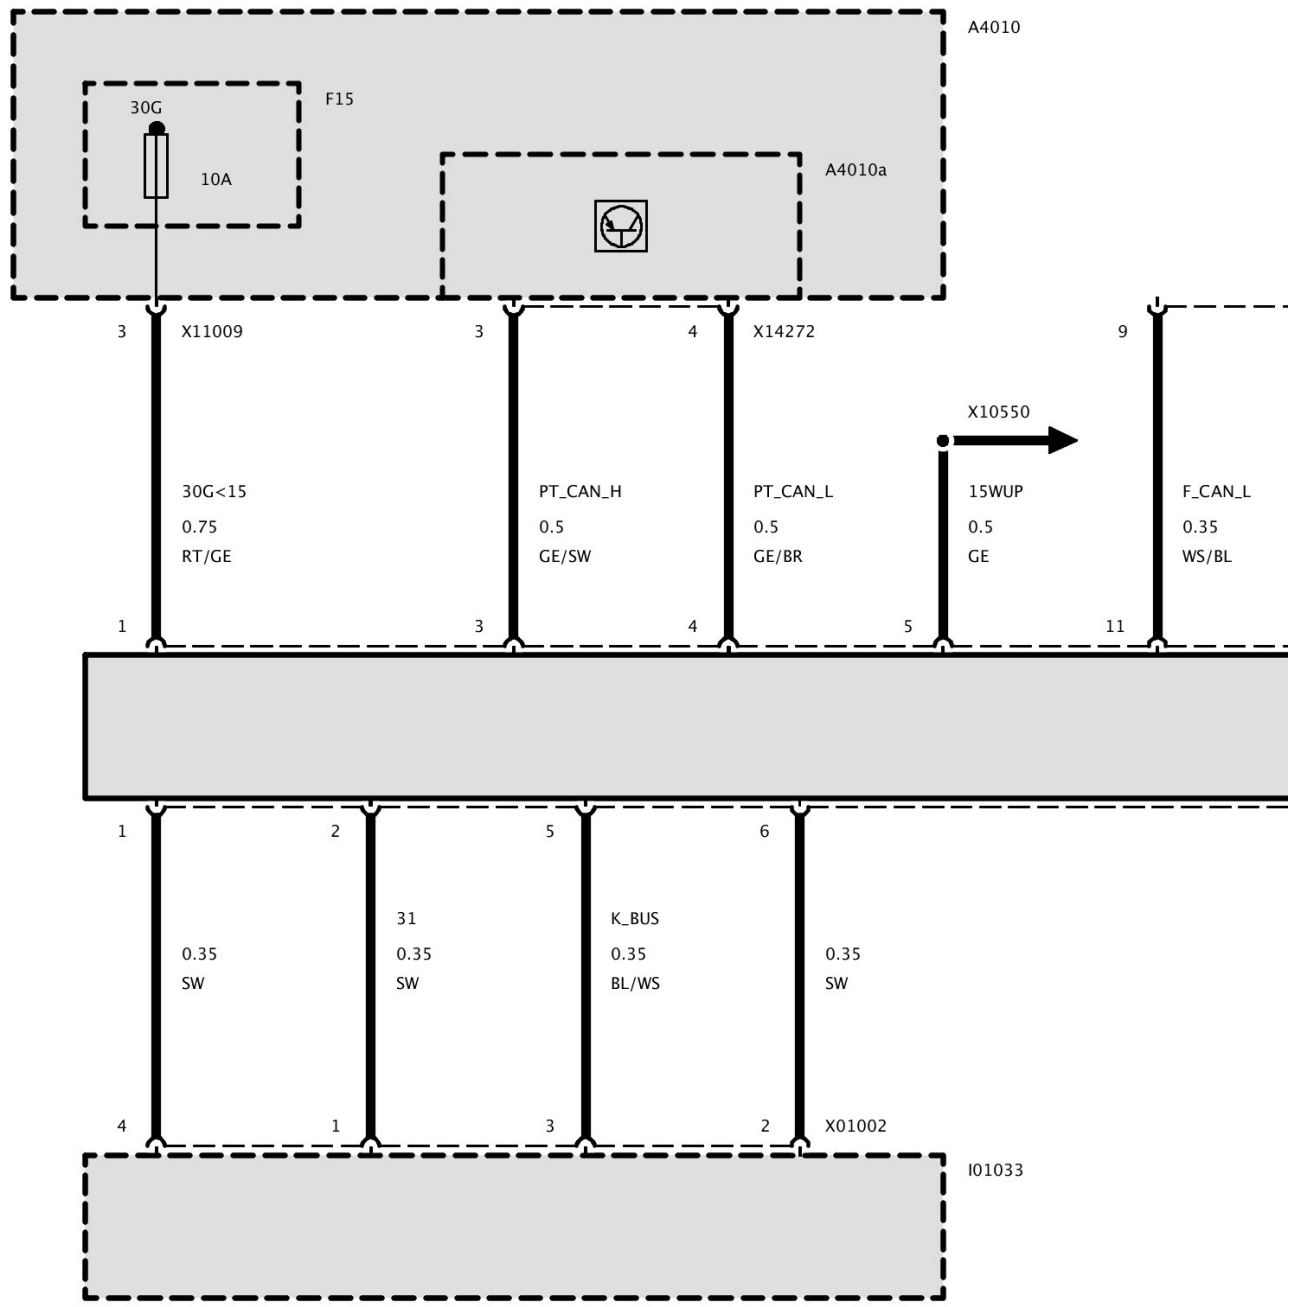 A4010
30G
F15
10A
A4010a
3
X11009
3
4
X14272
9
X10550
30G<15
0.75
RT/GE
PT_CAN_H
0.5
GE/SW
PT_CAN_L
0.5
GE/BR
15WUP
0.5
GE
F_CAN_L
0.35
WS/BL
1
3
4
5
11
1
2
5
6
0.35
SW
31
0.35
SW
K_BUS
0.35
BL/WS
0.35
SW
4
1
3
2
X01002
I01033